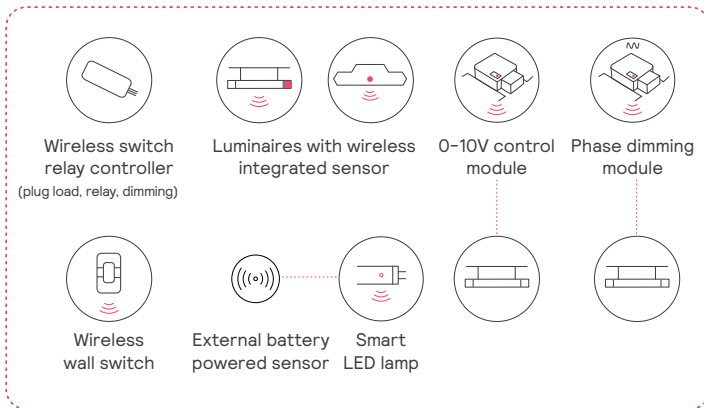 Wireless switch
relay controller
(plug load, relay, dimming)
Luminaires with wireless
integrated sensor
0-10V control
module
Phase dimming
module
Wireless
wall switch
External battery
powered sensor
Smart
LED lamp